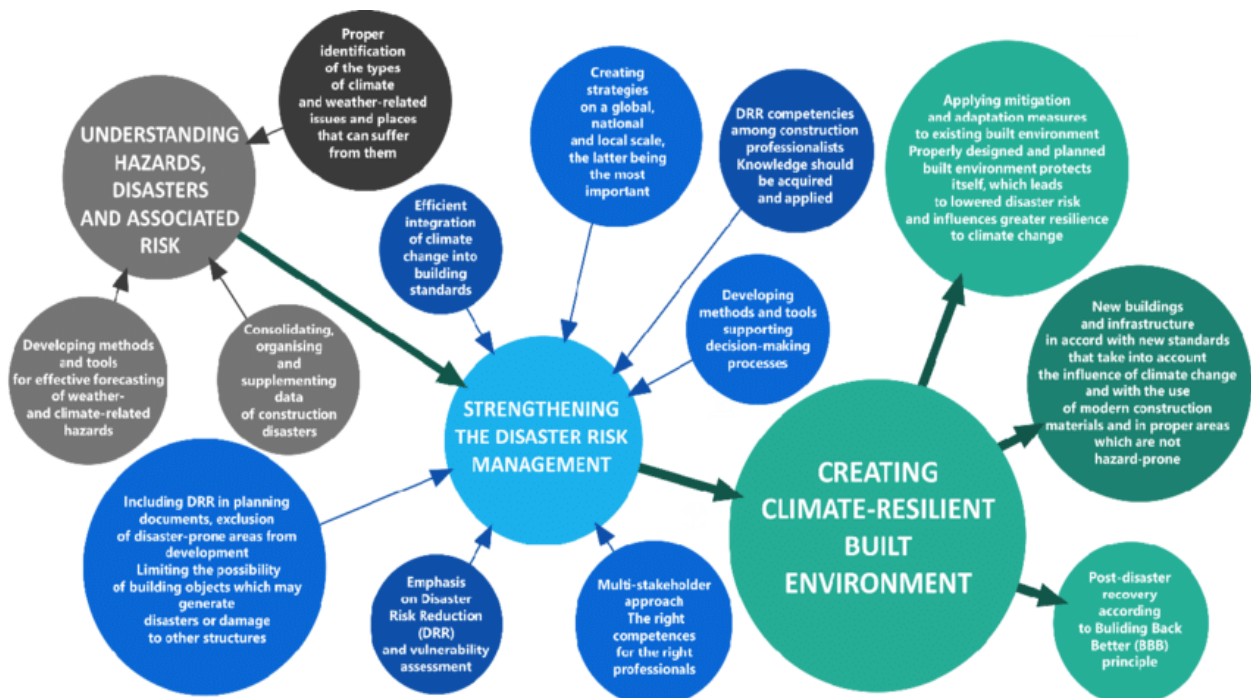 Proper
identification
of the types
of climate
and weather-related
issues and places
that can suffer
from them
UNDERSTANDING
HAZARDS,
DISASTERS
AND ASSOCIATED
RISK
Developing methods
and tools
for effective forecasting
of weather-
and climate-related
hazards
Consolidating,
organising
and
supplementing
data
of construction
disasters
Efficient
integration
of climate
change into
building
standards
Creating
strategies
on a global,
national
and local scale,
the latter being
the most
important
DRR competencies
among construction
professionalists
Knowledge should
be acquired
and applied
Developing
methods and tools
supporting
decision-making
processes
STRENGTHENING
THE DISASTER RISK
MANAGEMENT
Including DRR in planning
documents, exclusion
of disaster-prone areas from
development
Limiting the possibility
of building objects which may
generate
disasters or damage
to other structures
Emphasis
on Disaster
Risk Reduction
(DRR)
and vulnerability
assessment
Multi-stakeholder
approach
The right
competences
for the right
professionals
CREATING
CLIMATE-RESILIENT
BUILT
ENVIRONMENT
Applying mitigation
and adaptation measures
to existing built environment
Properly designed and planned
built environment protects
itself, which leads
to lowered disaster risk
and influences greater resilience
to climate change
New buildings
and infrastructure
in accord with new standards
that take into account
the influence of climate change
and with the use
of modern construction
materials and in proper areas
which are not
hazard-prone
Post-disaster
recovery
according
to Buliding Back
Better (BBB)
principle